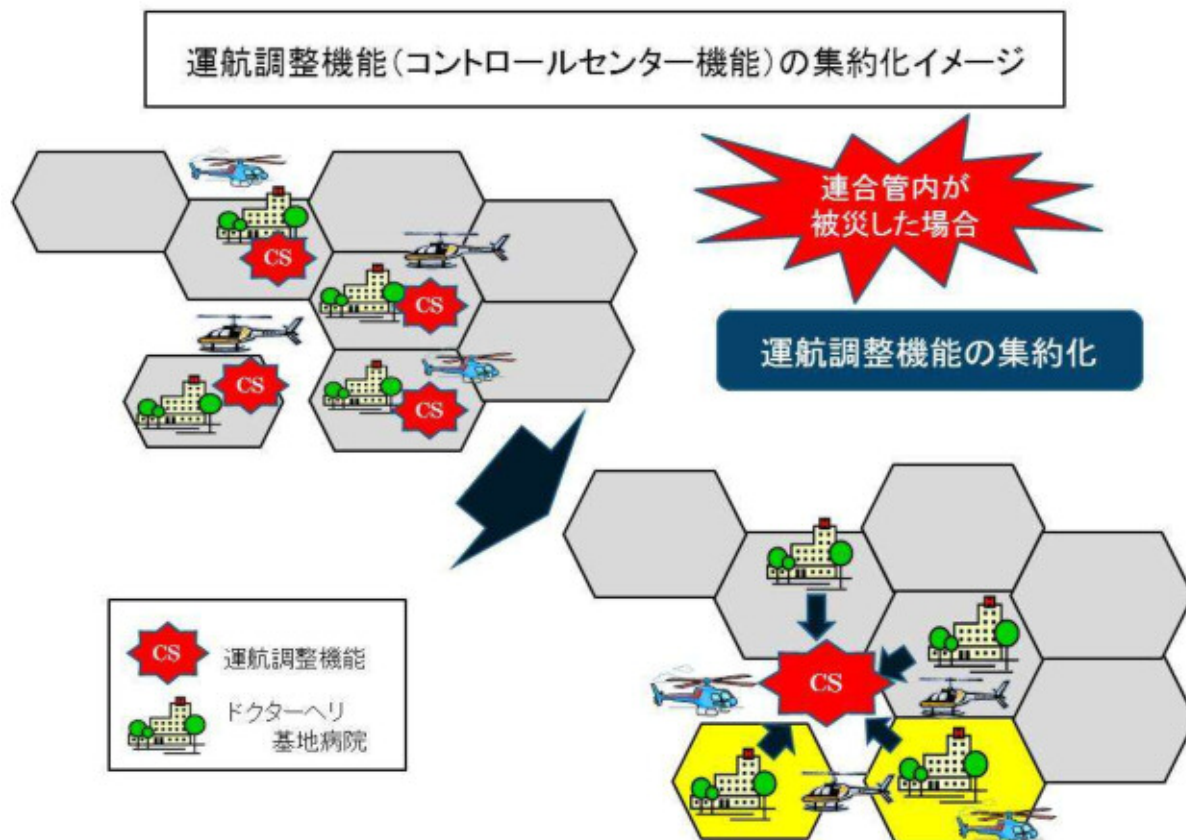 運航調整機能(コントロールセンター機能)の集約化イメージ
連合管内が
被災した場合
CS
CS
CS
CS
運航調整機能の集約化
CS
CS 運航調整機能
ドクターヘリ
基地病院